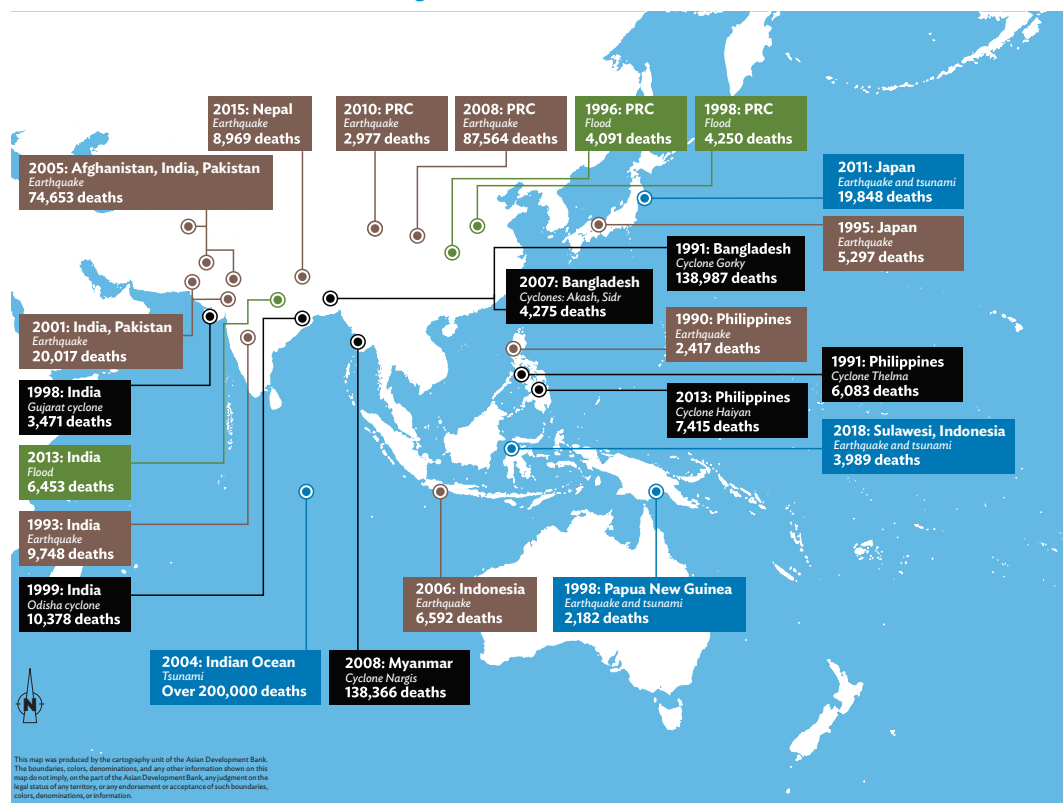 2015: Nepal
Earthquake
8,969 deaths
2010: PRC
Earthquake
2,977 deaths
2008: PRC
Earthquake
87,564 deaths
1996: PRC
Flood
4,091 deaths
1998: PRC
Flood
4,250 deaths
2005: Afghanistan, India, Pakistan
Earthquake
74,653 deaths
2011: Japan
Earthquake and tsunami
19,848 deaths
1995: Japan
Earthquake
5,297 deaths
1991: Bangladesh
Cyclone Gorky
138,987 deaths
2007: Bangladesh
Cyclones: Akash, Sidr
4,275 deaths
2001: India, Pakistan
Earthquake
20,017 deaths
1990: Philippines
Earthquake
2,417 deaths
1991: Philippines
Cyclone Thelma
6,083 deaths
1998: India
Gujarat cyclone
3,471 deaths
2013: Philippines
Cyclone Haiyan
7,415 deaths
2018: Sulawesi, Indonesia
Earthquake and tsunami
3,989 deaths
2013: India
Flood
6,453 deaths
1993: India
Earthquake
9,748 deaths
1999: India
Odisha cyclone
10,378 deaths
2006: Indonesia
Earthquake
6,592 deaths
1998: Papua New Guinea
Earthquake and tsunami
2,182 deaths
2004: Indian Ocean
Tsunami
Over 200,000 deaths
2008: Myanmar
Cyclone Nargis
138,366 deaths
N
This map was produced by the cartography unit of the Asian Development Bank.
The boundaries, colors, denominations, and any other information shown on this
map do not imply, on the part of the Asian Development Bank, any judgment on the
legal status of any territory, or any endorsement or acceptance of such boundaries,
colors, denominations, or information.